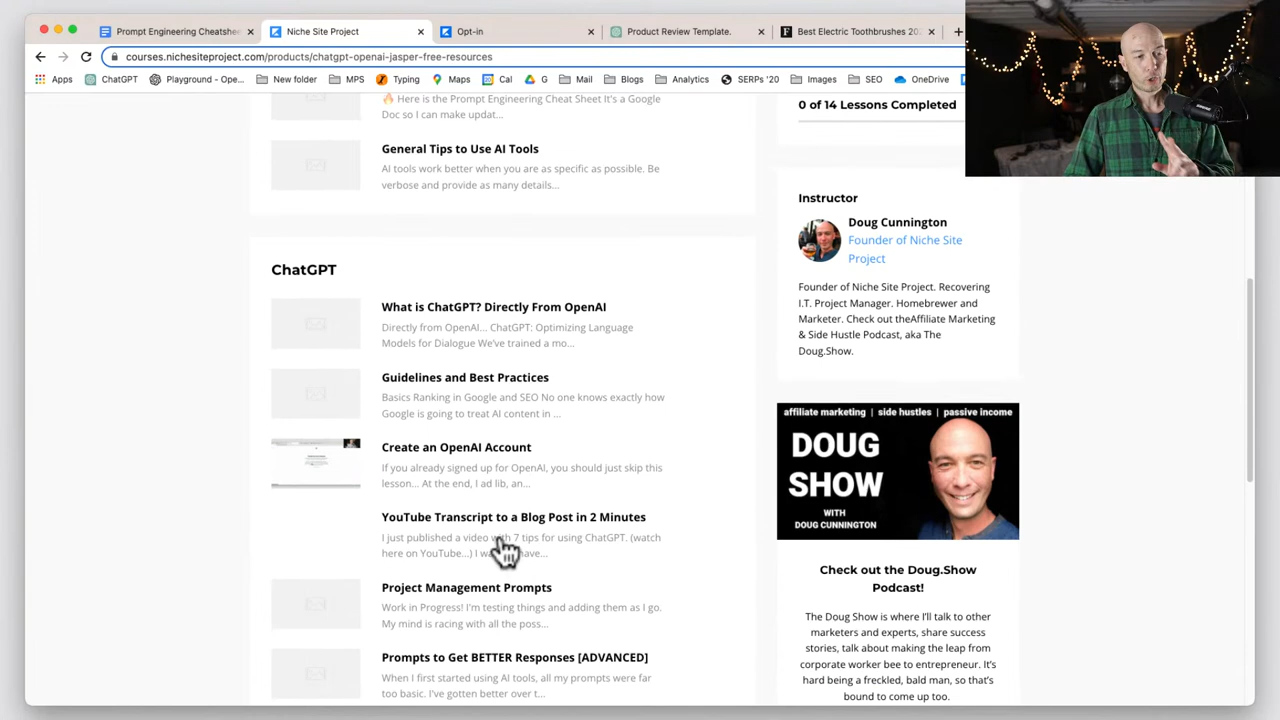 Prompt Engineering Cheatshe
Niche Site Project
Opt-in
Product Review Template.
Best Electric Toothbrushes 20
courses.nichesiteproject.com/products/chatgpt-openai-jasper-free-resources
Apps
ChatGPT
Playground - Ope...
New folder
MPS
Typing
Maps
Cal
G
Mail
Blogs
Analytics
SERPs '20
Images
SEO
OneDrive
🔥 Here is the Prompt Engineering Cheat Sheet It's a Google
Doc so I can make updat...
General Tips to Use AI Tools
AI tools work better when you are as specific as possible. Be
verbose and provide as many details...
ChatGPT
What is ChatGPT? Directly From OpenAI
Directly from OpenAI... ChatGPT: Optimizing Language
Models for Dialogue We've trained a mo...
Guidelines and Best Practices
Basics Ranking in Google and SEO No one knows exactly how
Google is going to treat AI content in ...
Create an OpenAI Account
If you already signed up for OpenAI, you should just skip this
lesson... At the end, I ad lib, an...
YouTube Transcript to a Blog Post in 2 Minutes
I just published a video with 7 tips for using ChatGPT. (watch
here on YouTube...) I have...
Project Management Prompts
Work in Progress! I'm testing things and adding them as I go.
My mind is racing with all the poss...
Prompts to Get BETTER Responses [ADVANCED]
When I first started using AI tools, all my prompts were far
too basic. I've gotten better over t...
0 of 14 Lessons Completed
Instructor
Doug Cunnington
Founder of Niche Site
Project
Founder of Niche Site Project. Recovering
I.T. Project Manager. Homebrewer and
Marketer. Check out theAffiliate Marketing
& Side Hustle Podcast, aka The
Doug.Show.
affiliate marketing | side hustles | passive income
DOUG
SHOW
WITH
DOUG CUNNINGTON
Check out the Doug.Show
Podcast!
The Doug Show is where I'll talk to other
marketers and experts, share success
stories, talk about making the leap from
corporate worker bee to entrepreneur. It's
hard being a freckled, bald man, so that's
bound to come up too.